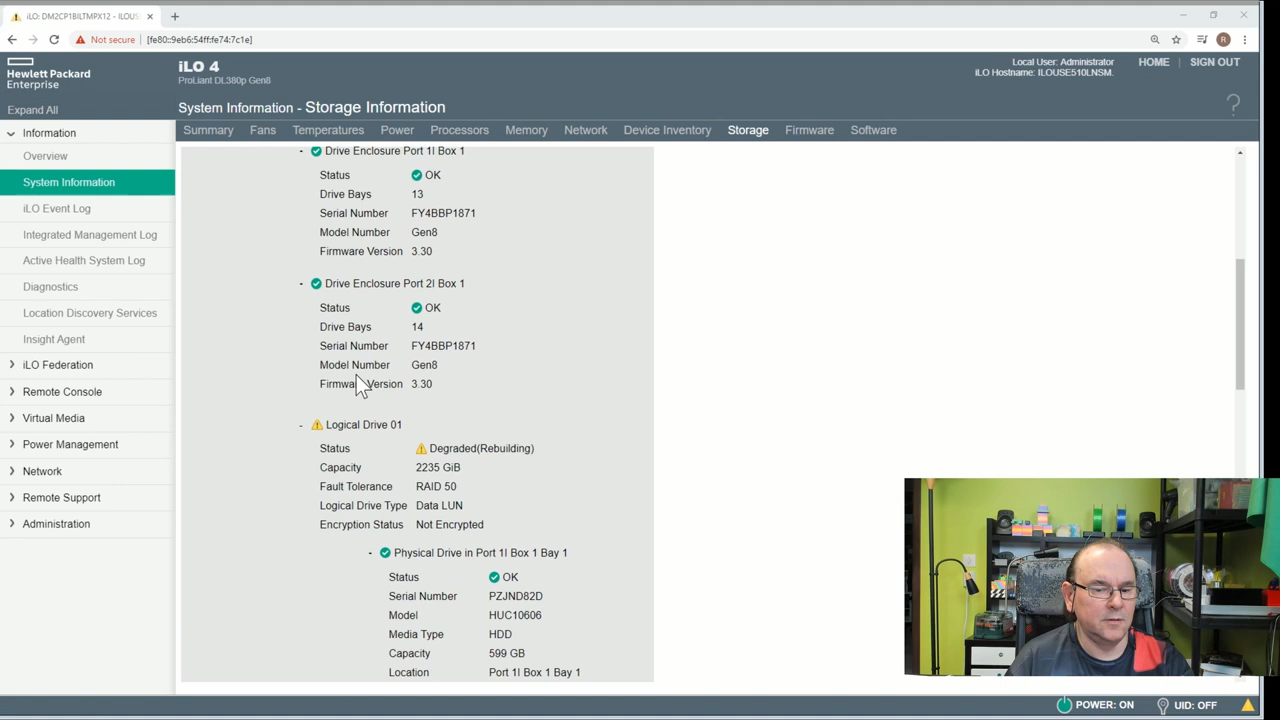 iLO: DM2CP1BILTMPX12 - ILOUS
Not secure
[fe80::9eb6:54ff:fe74:7c1e]
R
Hewlett Packard
Enterprise
iLO 4
ProLiant DL380p Gen8
Local User: Administrator
iLO Hostname: ILOUSE510LNSM.
HOME
SIGN OUT
Expand All
System Information - Storage Information
?
Summary Fans Temperatures Power Processors Memory Network Device Inventory Storage Firmware Software
Information
Overview
System Information
iLO Event Log
Integrated Management Log
Active Health System Log
Diagnostics
Location Discovery Services
Insight Agent
iLO Federation
Remote Console
Virtual Media
Power Management
Network
Remote Support
Administration
- Drive Enclosure Port 1I Box 1
Status OK
Drive Bays 13
Serial Number FY4BBP1871
Model Number Gen8
Firmware Version 3.30
- Drive Enclosure Port 2I Box 1
Status OK
Drive Bays 14
Serial Number FY4BBP1871
Model Number Gen8
Firmware Version 3.30
- Logical Drive 01
Status Degraded(Rebuilding)
Capacity 2235 GiB
Fault Tolerance RAID 50
Logical Drive Type Data LUN
Encryption Status Not Encrypted
- Physical Drive in Port 1I Box 1 Bay 1
Status OK
Serial Number PZJND82D
Model HUC10606
Media Type HDD
Capacity 599 GB
Location Port 1I Box 1 Bay 1
POWER: ON
UID: OFF